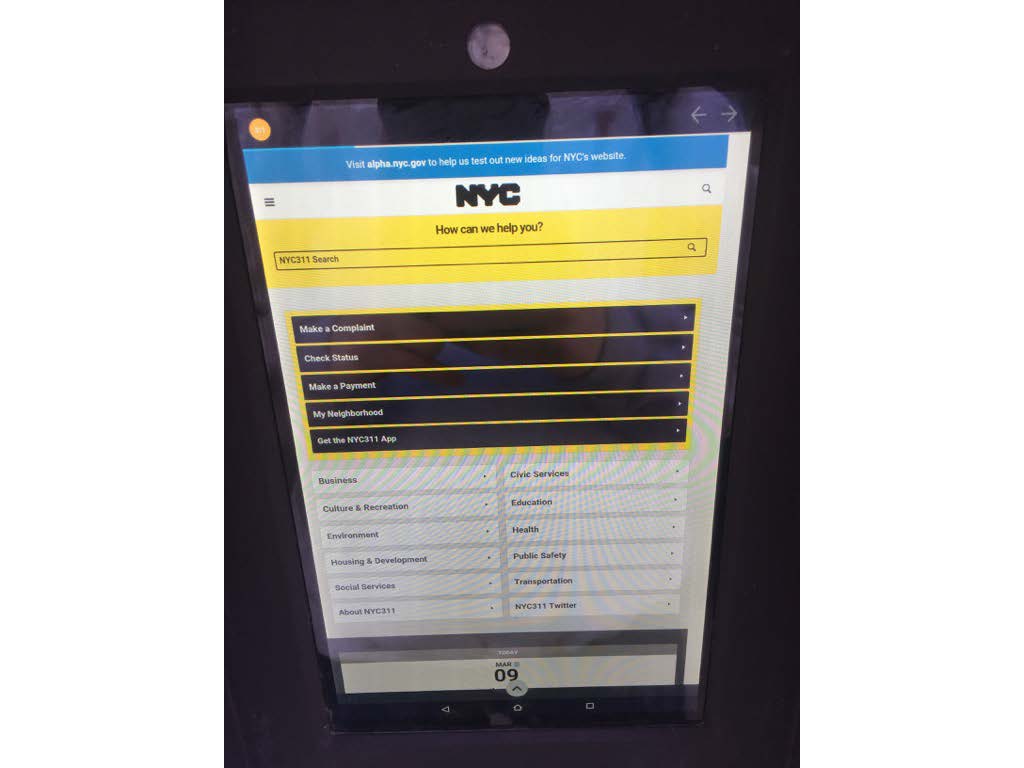 311
Visit alpha.nyc.gov to help us test out new ideas for NYC's website.
NYC
How can we help you?
NYC311 Search
Make a Complaint
Check Status
Make a Payment
My Neighborhood
Get the NYC311 App
Business
Civic Services
Culture & Recreation
Education
Environment
Health
Housing & Development
Public Safety
Social Services
Transportation
About NYC311
NYC311 Twitter
TODAY
MAR
09